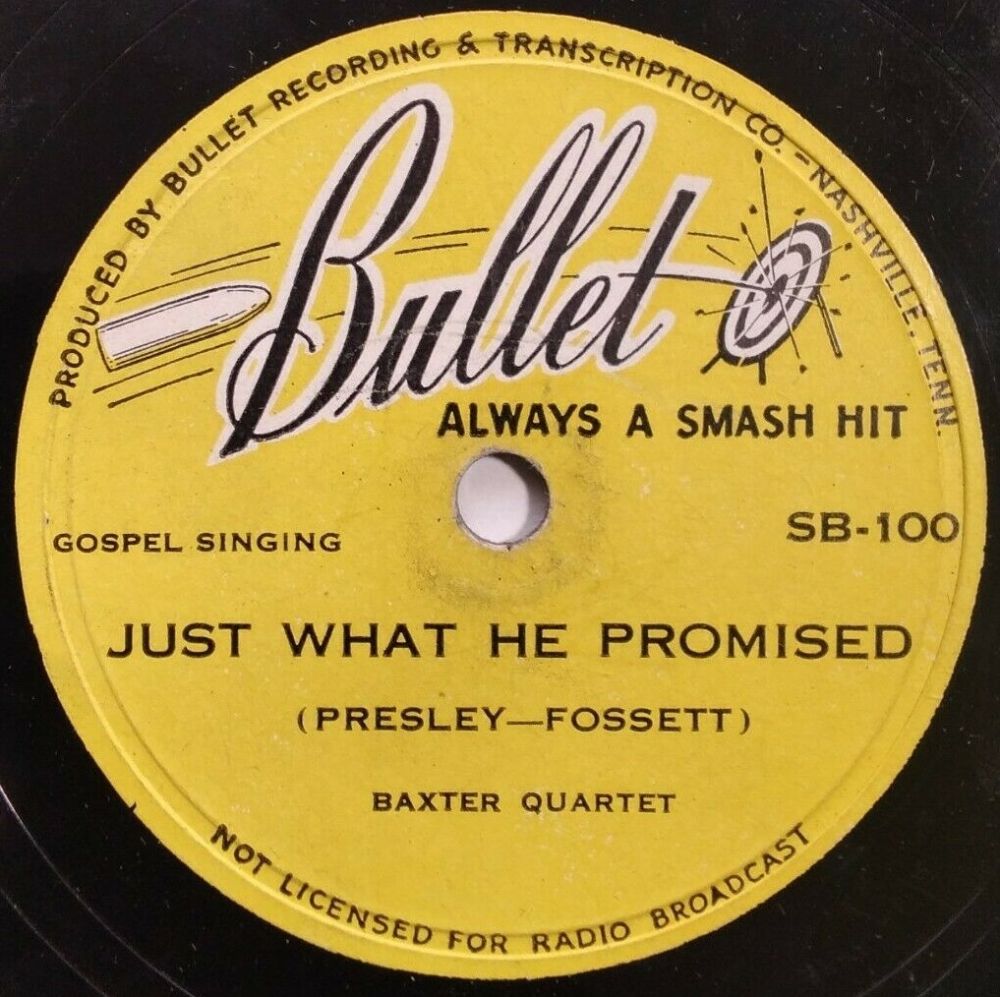 PRODUCED BY BULLET RECORDING & TRANSCRIPTION CO. - NASHVILLE, TENN.
Bullet
ALWAYS A SMASH HIT
GOSPEL SINGING
SB-100
JUST WHAT HE PROMISED
(PRESLEY—FOSSETT)
BAXTER QUARTET
NOT LICENSED FOR RADIO BROADCAST